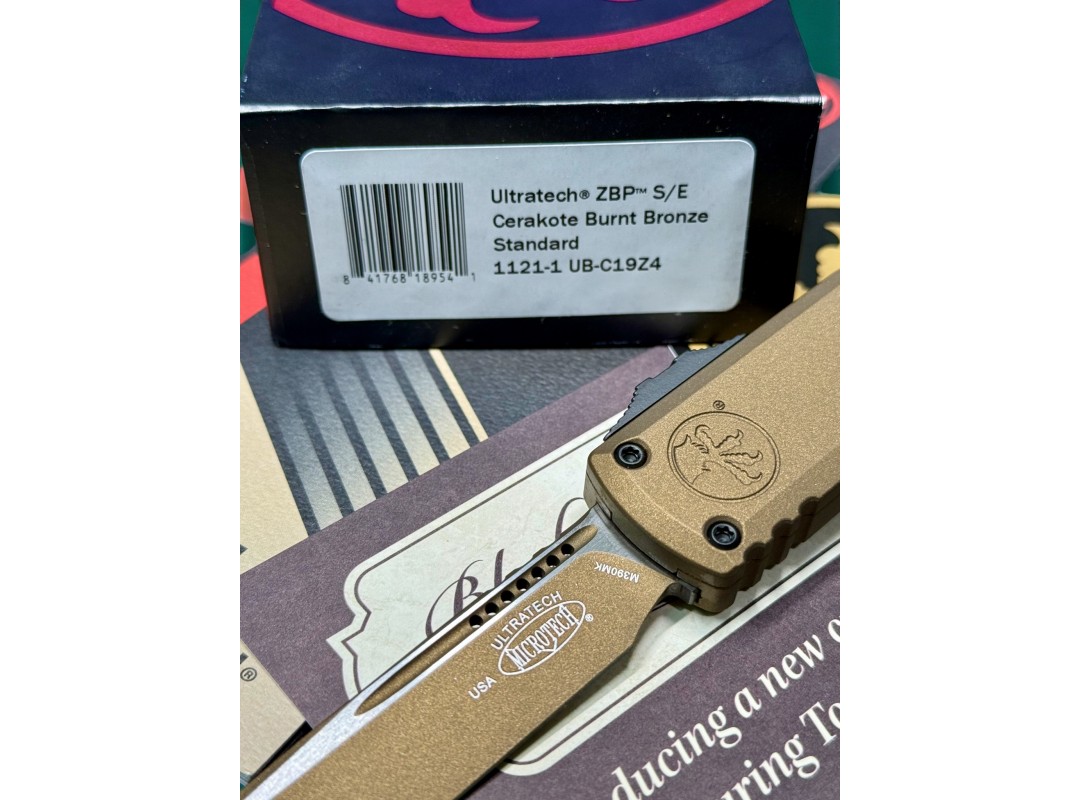 Ultratech® ZBP™ S/E
Cerakote Burnt Bronze
Standard
1121-1 UB-C19Z4
8 41768 18954 1
®
M390MK
ULTRATECH
MICROTECH®
USA
®
ducing a new
uring To